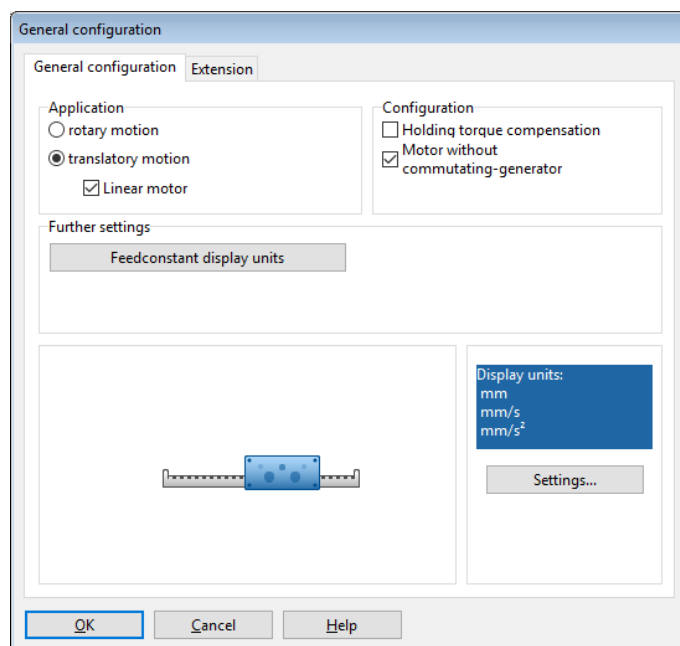 General configuration
General configuration
Extension
Application
rotary motion
translatory motion
Linear motor
Configuration
Holding torque compensation
Motor without
commutating-generator
Further settings
Feedconstant display units
Display units:
mm
mm/s
mm/s²
Settings...
OK
Cancel
Help